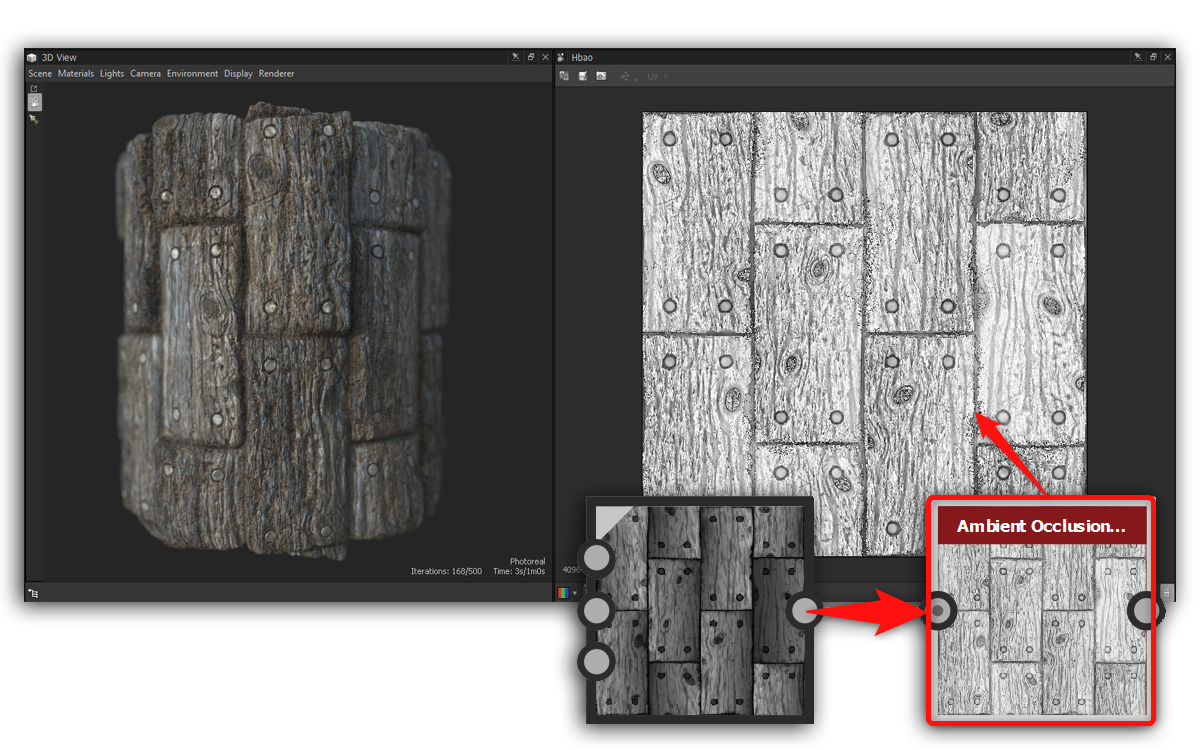 3D View
Scene Materials Lights Camera Environment Display Renderer
Photoreal
Iterations: 168/500 Time: 3s/1m0s
Hbao
UV
4096
Ambient Occlusion...